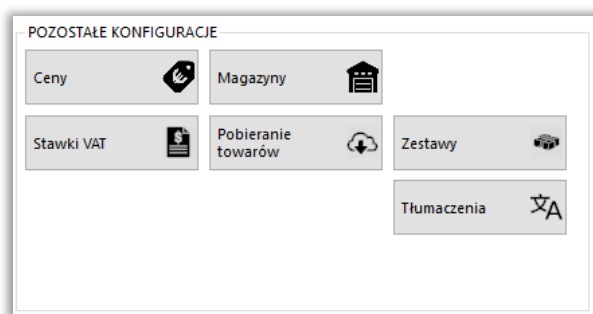 POZOSTAŁE KONFIGURACJE
Ceny
Magazyny
Stawki VAT
Pobieranie
towarów
Zestawy
Tłumaczenia